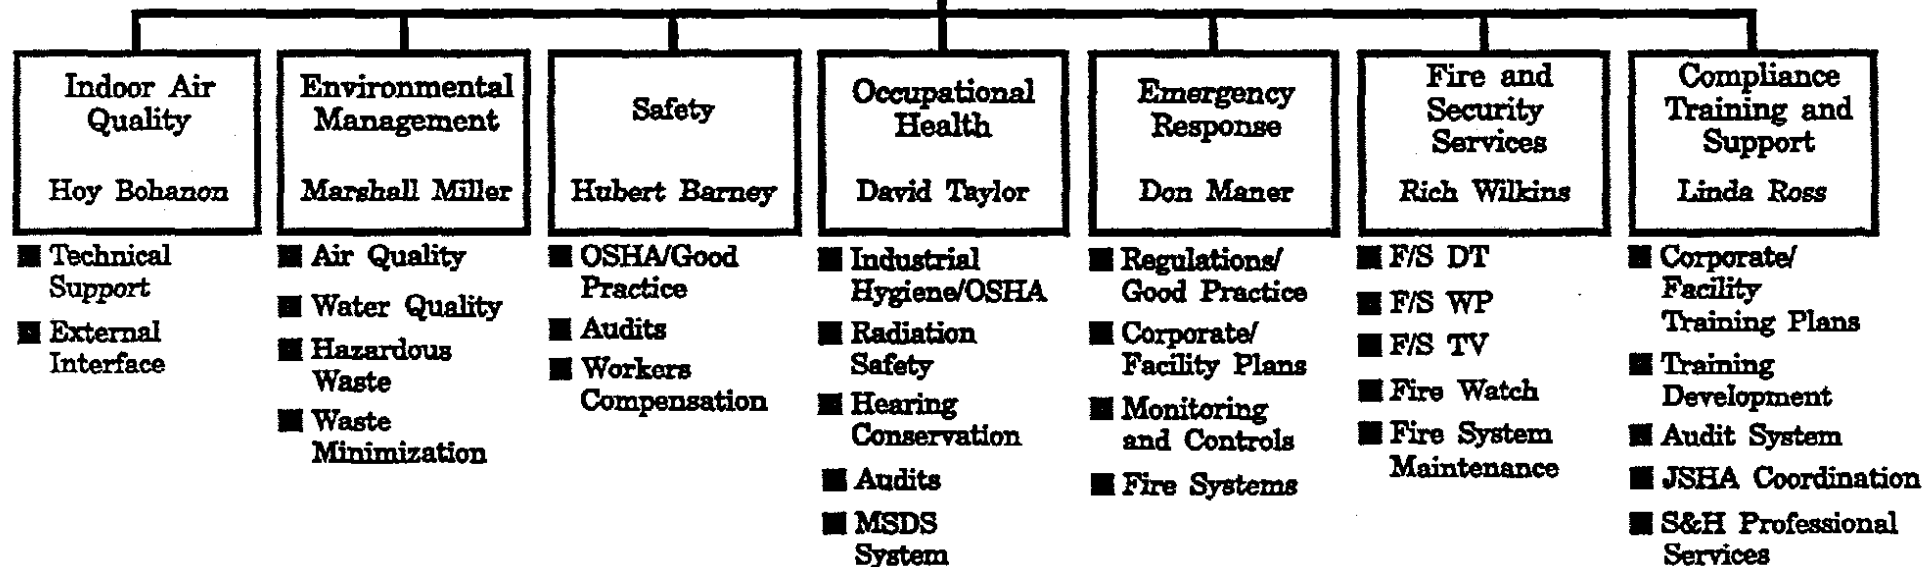 Indoor Air
Quality
Hoy Bohanon
Technical
Support
External
Interface
Environmental
Management
Marshall Miller
Air Quality
Water Quality
Hazardous
Waste
Waste
Minimization
Safety
Hubert Barney
OSHA/Good
Practice
Audits
Workers
Compensation
Occupational
Health
David Taylor
Industrial
Hygiene/OSHA
Radiation
Safety
Hearing
Conservation
Audits
MSDS
System
Emergency
Response
Don Maner
Regulations/
Good Practice
Corporate/
Facility Plans
Monitoring
and Controls
Fire Systems
Fire and
Security
Services
Rich Wilkins
F/S DT
F/S WP
F/S TV
Fire Watch
Fire System
Maintenance
Compliance
Training and
Support
Linda Ross
Corporate/
Facility
Training Plans
Training
Development
Audit System
JSHA Coordination
S&H Professional
Services